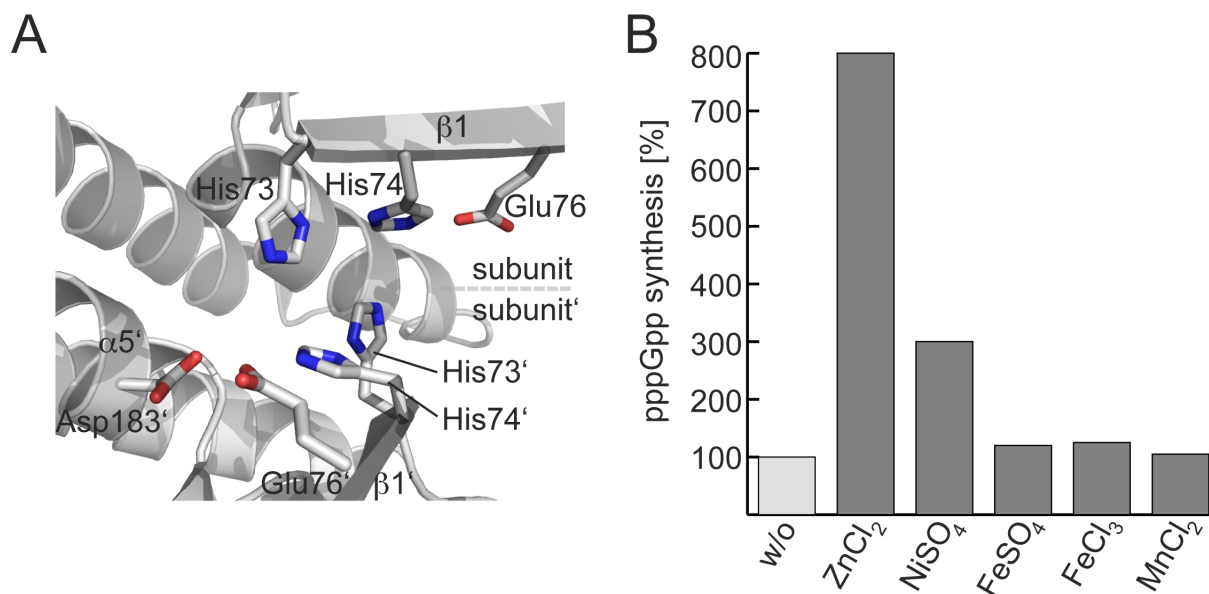 A
β1
His73
His74
Glu76
subunit
subunit‘
α5‘
His73‘
Asp183‘
His74‘
Glu76‘
β1‘
B
pppGpp synthesis [%]
800
700
600
500
400
300
200
100
w/o
ZnCl₂
NiSO₄
FeSO₄
FeCl₃
MnCl₂